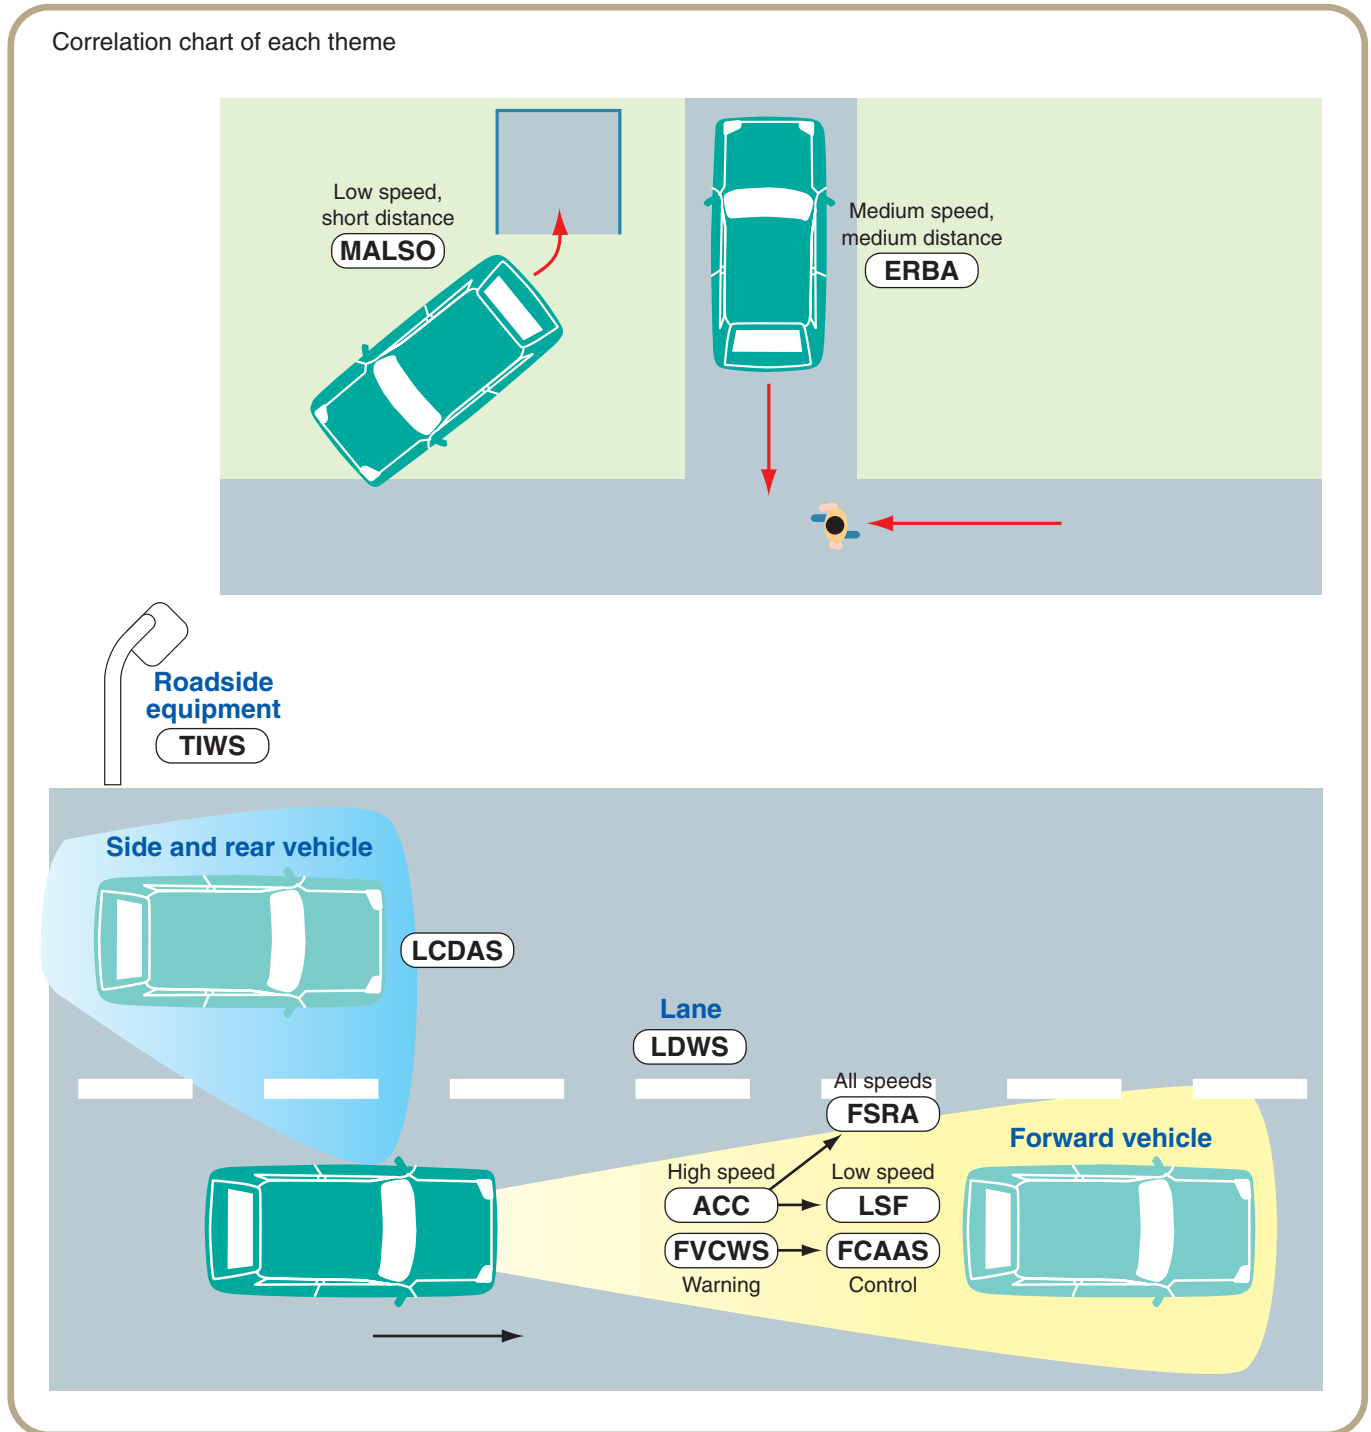 Correlation chart of each theme
Low speed,
short distance
MALSO
Medium speed,
medium distance
ERBA
Roadside
equipment
TIWS
Side and rear vehicle
LCDAS
Lane
LDWS
All speeds
FSRA
Forward vehicle
High speed
Low speed
ACC
LSF
FVCWS
FCAAS
Warning
Control